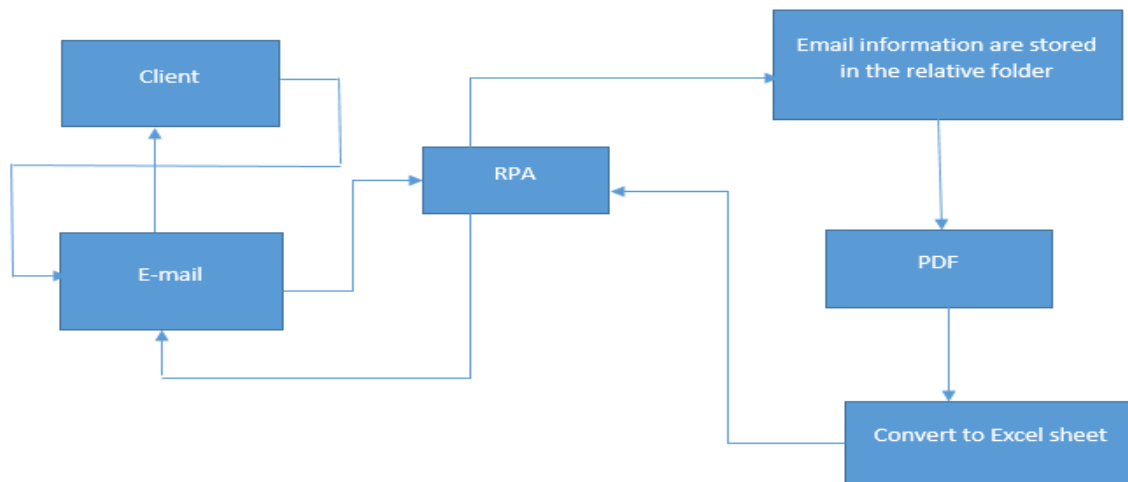 Client
Email information are stored
in the relative folder
RPA
E-mail
PDF
Convert to Excel sheet